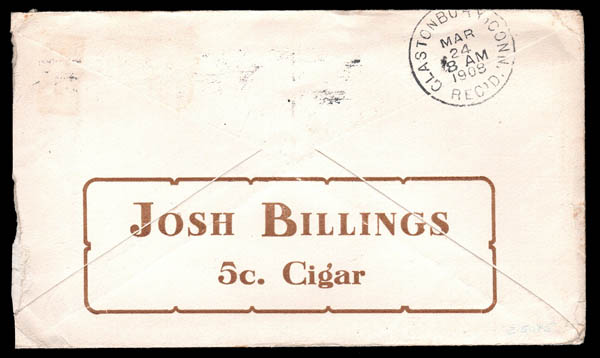 GLASTONBURY, CONN.
MAR
24
8 AM
1908
REC'D.
JOSH BILLINGS
5c. Cigar